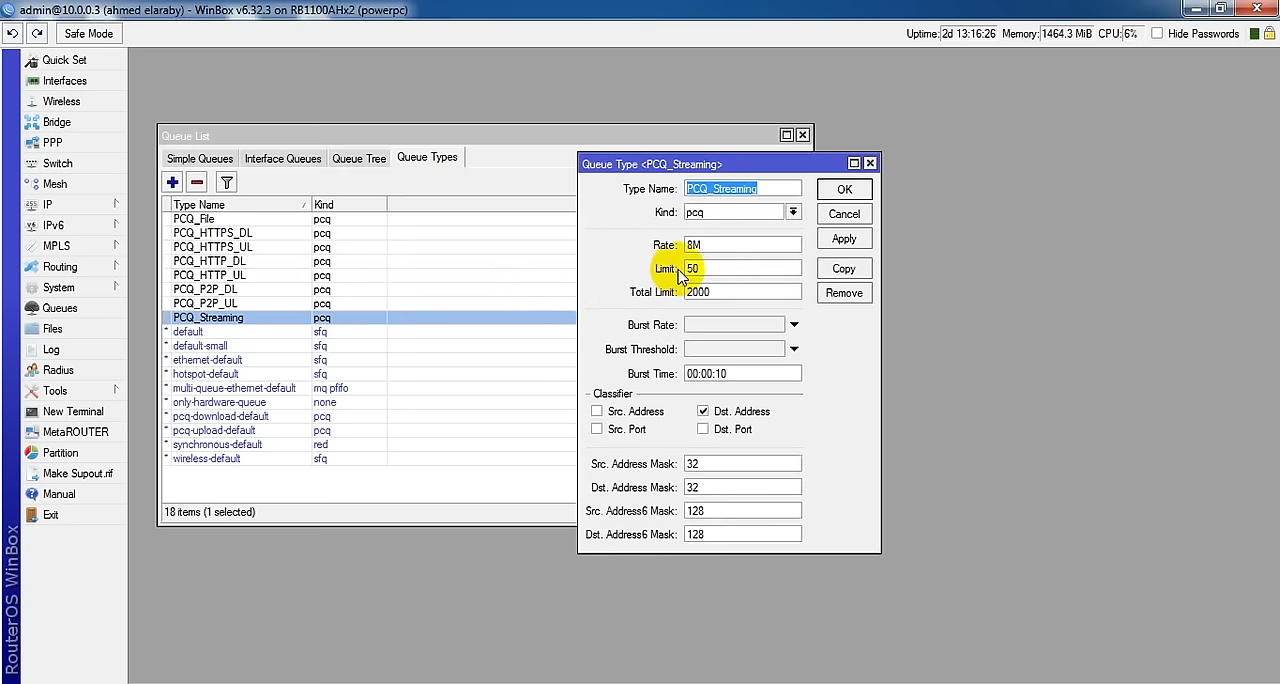 admin@10.0.0.3 (ahmed elaraby) - WinBox v6.32.3 on RB1100AHx2 (powerpc)
Safe Mode
Uptime: 2d 13:16:26 Memory: 1464.3 MiB CPU: 6% Hide Passwords
Quick Set
Interfaces
Wireless
Bridge
PPP
Switch
Mesh
IP
IPv6
MPLS
Routing
System
Queues
Files
Log
Radius
Tools
New Terminal
MetaROUTER
Partition
Make Supout.rif
Manual
Exit
RouterOS WinBox
Queue List
Simple Queues Interface Queues Queue Tree Queue Types
Type Name / Kind
PCQ_File pcq
PCQ_HTTPS_DL pcq
PCQ_HTTPS_UL pcq
PCQ_HTTP_DL pcq
PCQ_HTTP_UL pcq
PCQ_P2P_DL pcq
PCQ_P2P_UL pcq
PCQ_Streaming pcq
* default sfq
* default-small sfq
* ethernet-default sfq
* hotspot-default sfq
* multi-queue-ethernet-default mq pfifo
* only-hardware-queue none
* pcq-download-default pcq
* pcq-upload-default pcq
* synchronous-default red
* wireless-default sfq
18 items (1 selected)
Queue Type <PCQ_Streaming>
Type Name: PCQ_Streaming
Kind: pcq
Rate: 8M
Limit: 50
Total Limit: 2000
Burst Rate:
Burst Threshold:
Burst Time: 00:00:10
Classifier
Src. Address Dst. Address
Src. Port Dst. Port
Src. Address Mask: 32
Dst. Address Mask: 32
Src. Address6 Mask: 128
Dst. Address6 Mask: 128
OK
Cancel
Apply
Copy
Remove